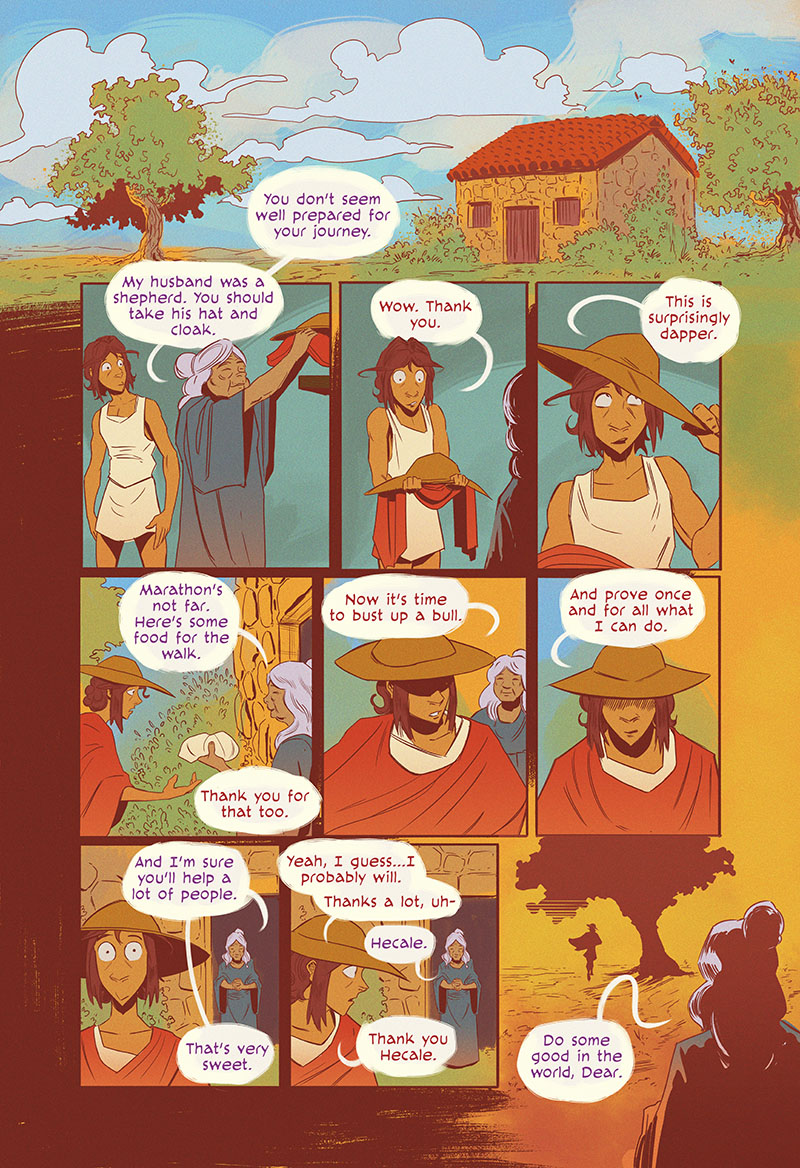 You don't seem
well prepared for
your journey.
My husband was a
shepherd. You should
take his hat and
cloak.
Wow. Thank
you.
This is
surprisingly
dapper.
Marathon's
not far.
Here's some
food for the
walk.
Thank you for
that too.
Now it's time
to bust up a bull.
And prove once
and for all what
I can do.
And I'm sure
you'll help a
lot of people.
That's very
sweet.
Yeah, I guess...I
probably will.
Thanks a lot, uh-
Hecale.
Thank you
Hecale.
Do some
good in the
world, Dear.